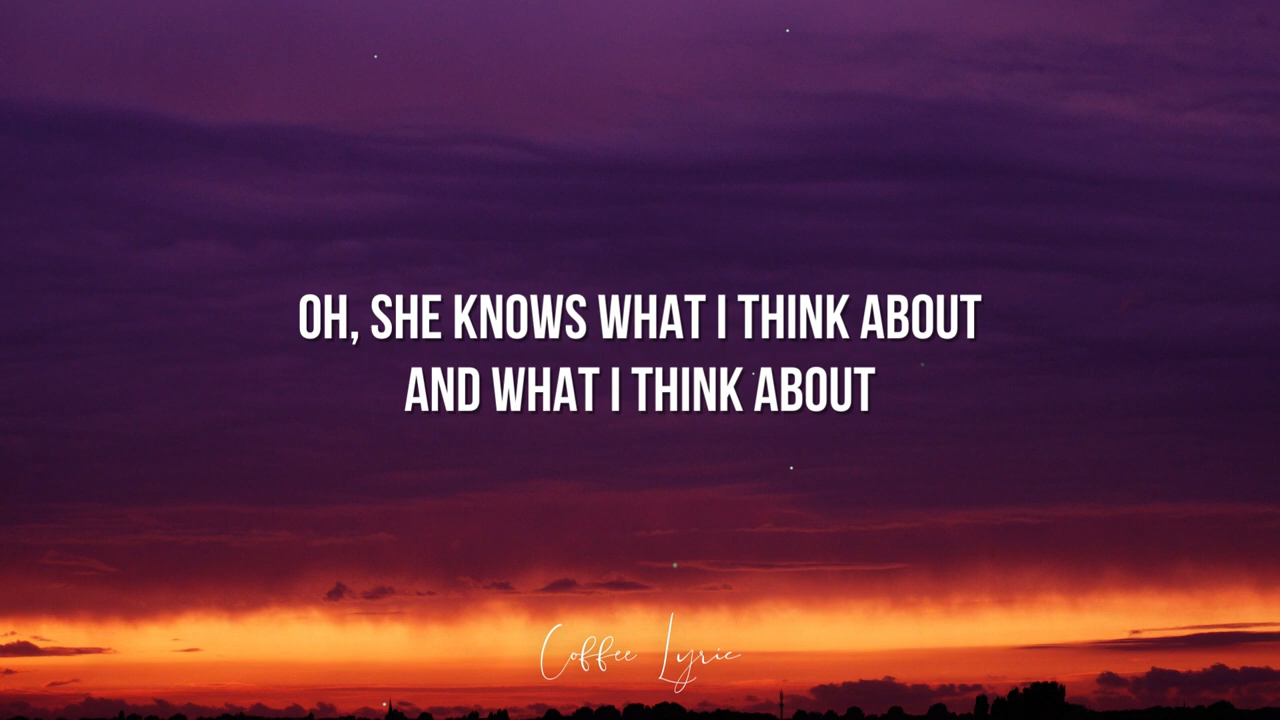 OH, SHE KNOWS WHAT I THINK ABOUT
AND WHAT I THINK ABOUT
Coffee Lyric